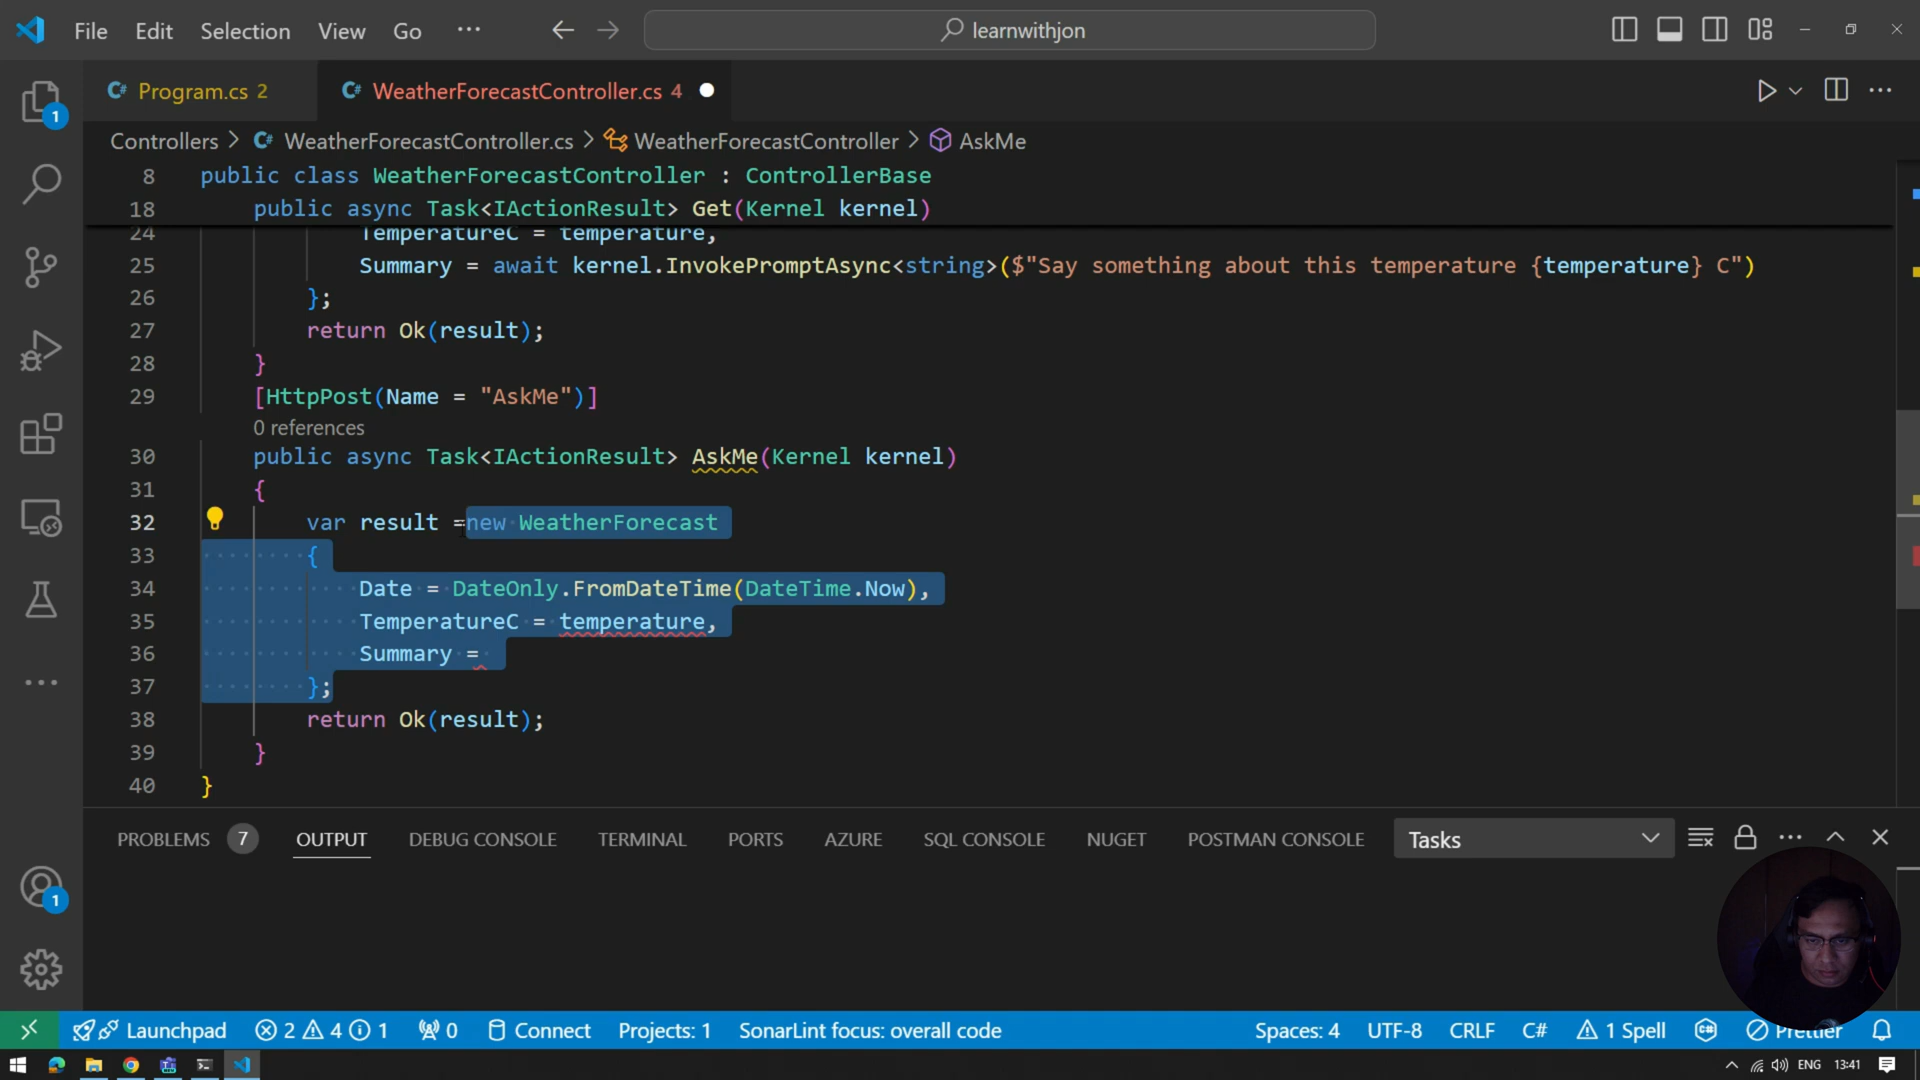 File Edit Selection View Go ··· learnwithjon
Program.cs 2 WeatherForecastController.cs 4
Controllers > WeatherForecastController.cs > WeatherForecastController > AskMe
8 public class WeatherForecastController : ControllerBase
18 public async Task<IActionResult> Get(Kernel kernel)
24 TemperatureC = temperature,
25 Summary = await kernel.InvokePromptAsync<string>($"Say something about this temperature {temperature} C")
26 };
27 return Ok(result);
28 }
29 [HttpPost(Name = "AskMe")]
0 references
30 public async Task<IActionResult> AskMe(Kernel kernel)
31 {
32 var result =new WeatherForecast
33 {
34 Date = DateOnly.FromDateTime(DateTime.Now),
35 TemperatureC = temperature,
36 Summary =
37 };
38 return Ok(result);
39 }
40 }
PROBLEMS 7 OUTPUT DEBUG CONSOLE TERMINAL PORTS AZURE SQL CONSOLE NUGET POSTMAN CONSOLE Tasks
Launchpad 2 4 1 0 Connect Projects: 1 SonarLint focus: overall code Spaces: 4 UTF-8 CRLF C# 1 Spell Prettier
ENG 13:41